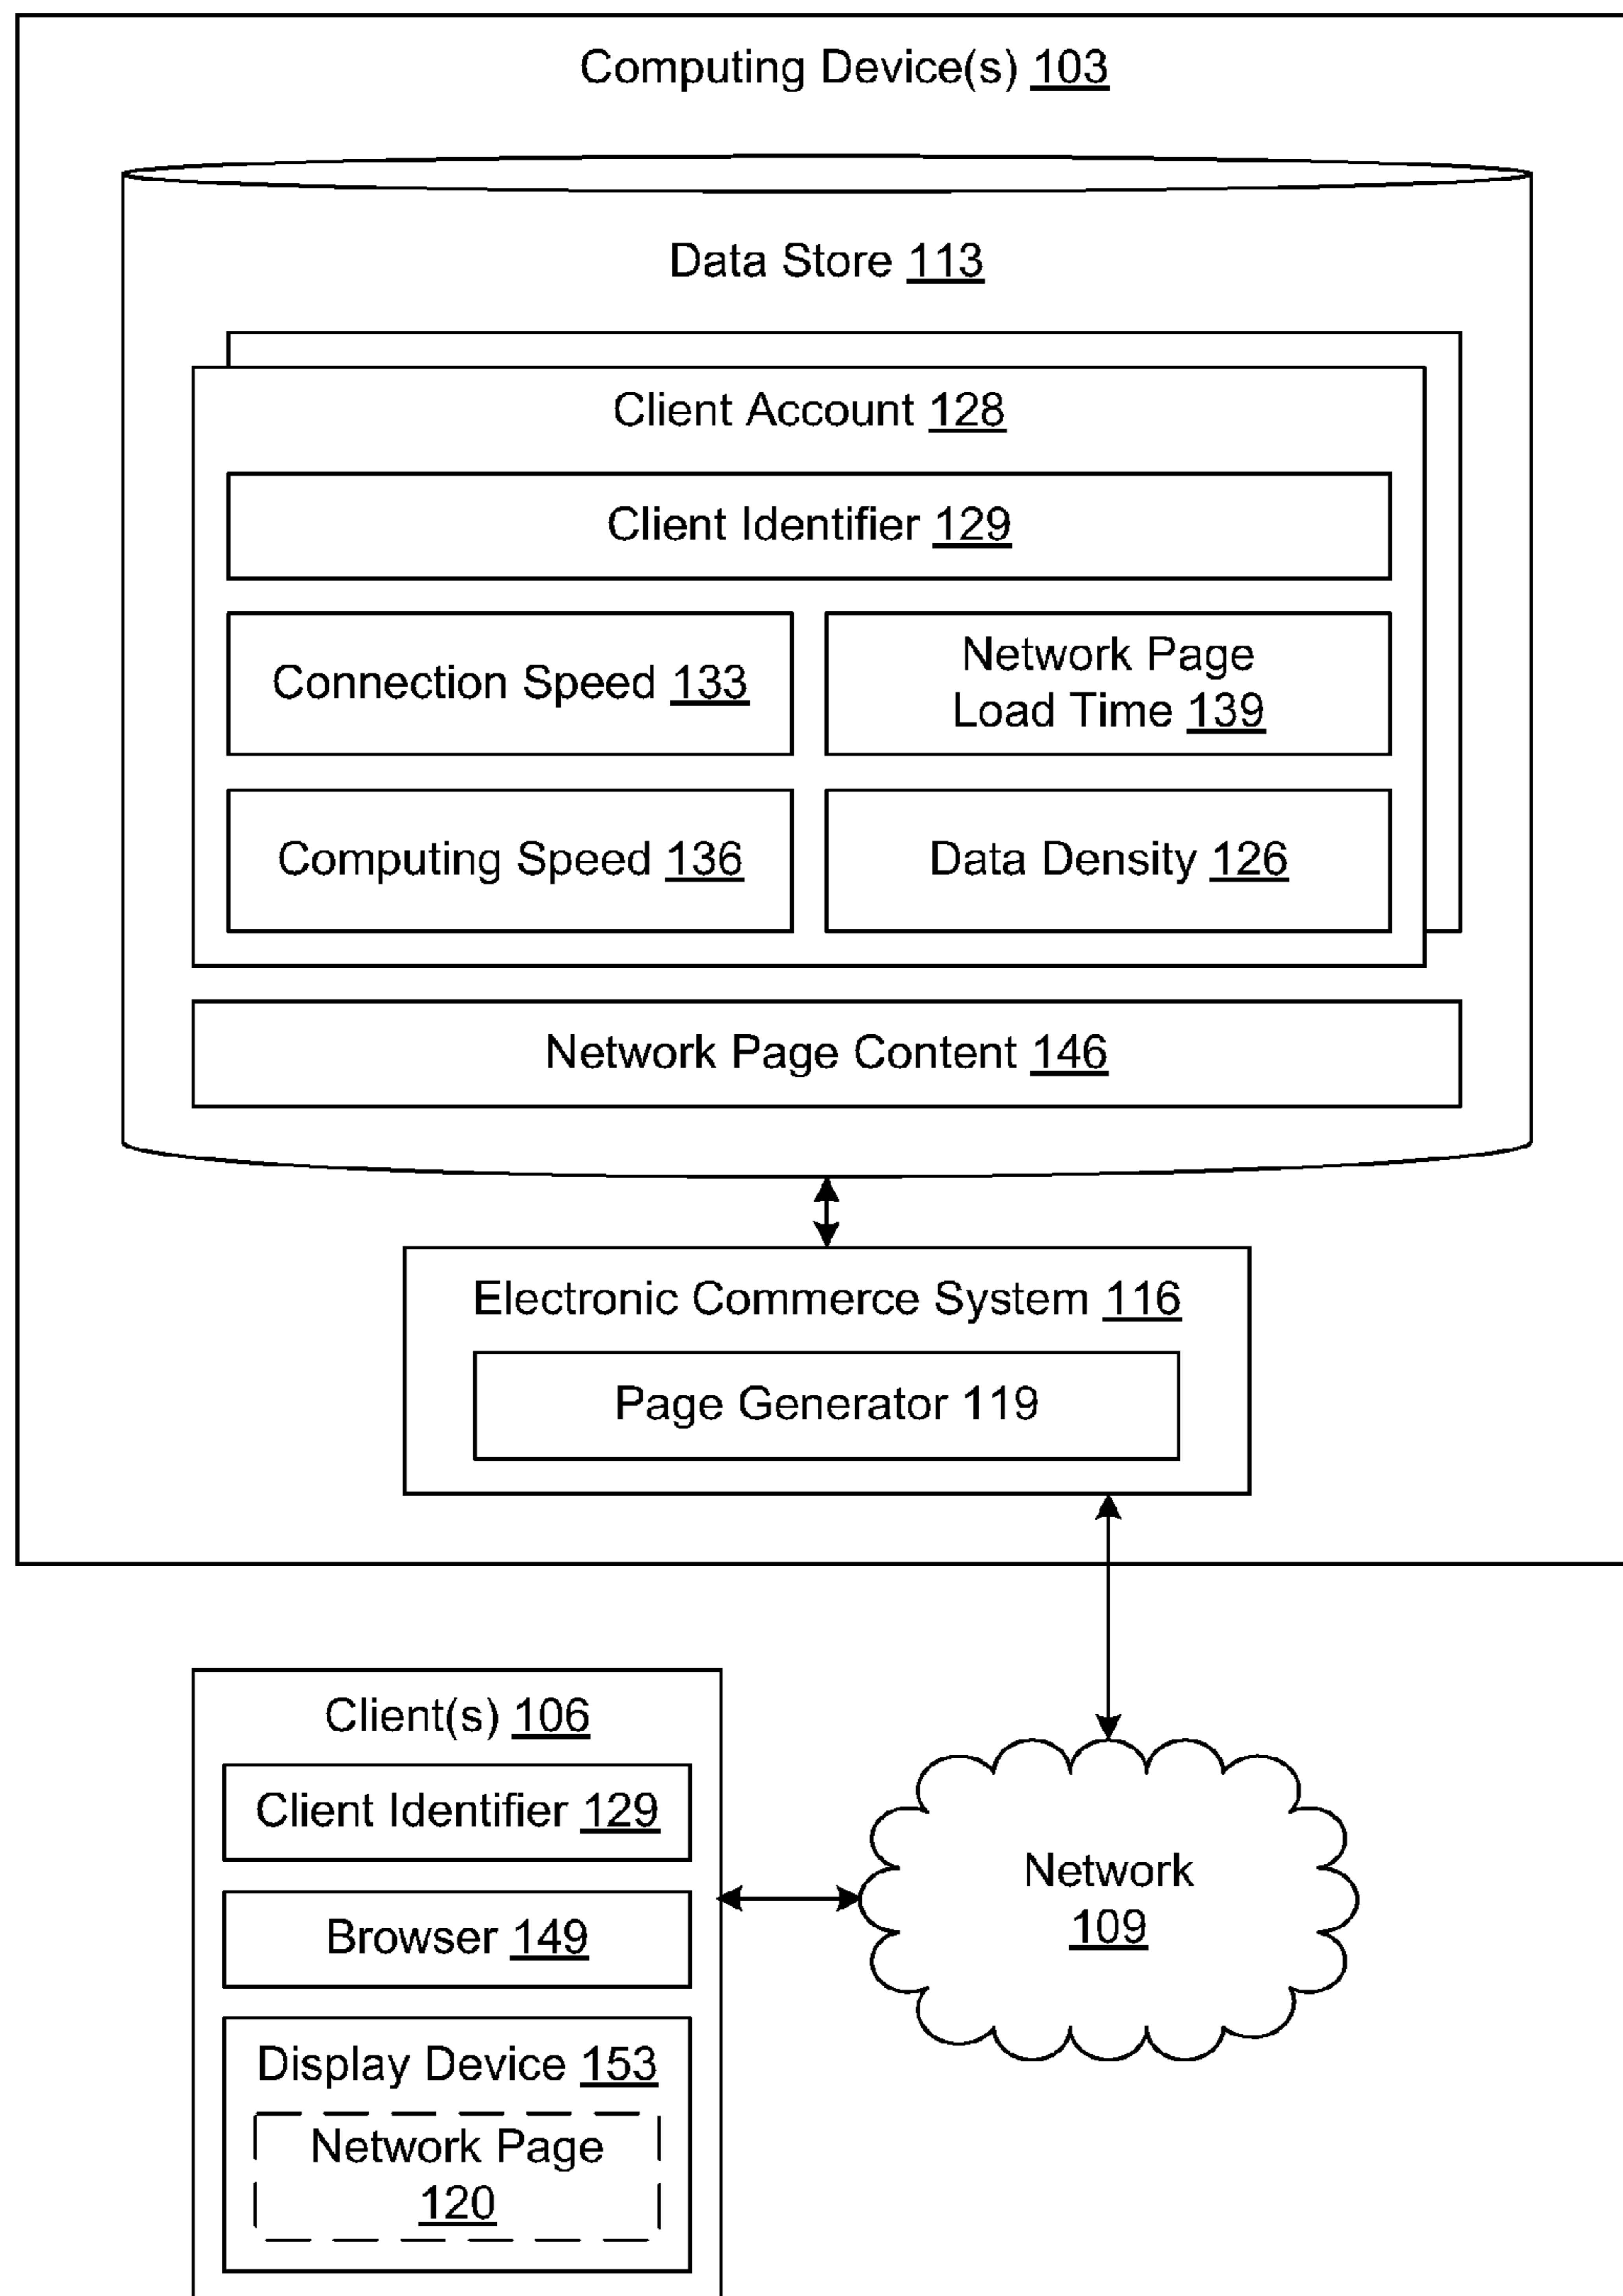 Computing Device(s) 103
Data Store 113
Client Account 128
Client Identifier 129
Connection Speed 133
Network Page
Load Time 139
Computing Speed 136
Data Density 126
Network Page Content 146
Electronic Commerce System 116
Page Generator 119
Client(s) 106
Client Identifier 129
Browser 149
Display Device 153
Network Page
120
Network
109